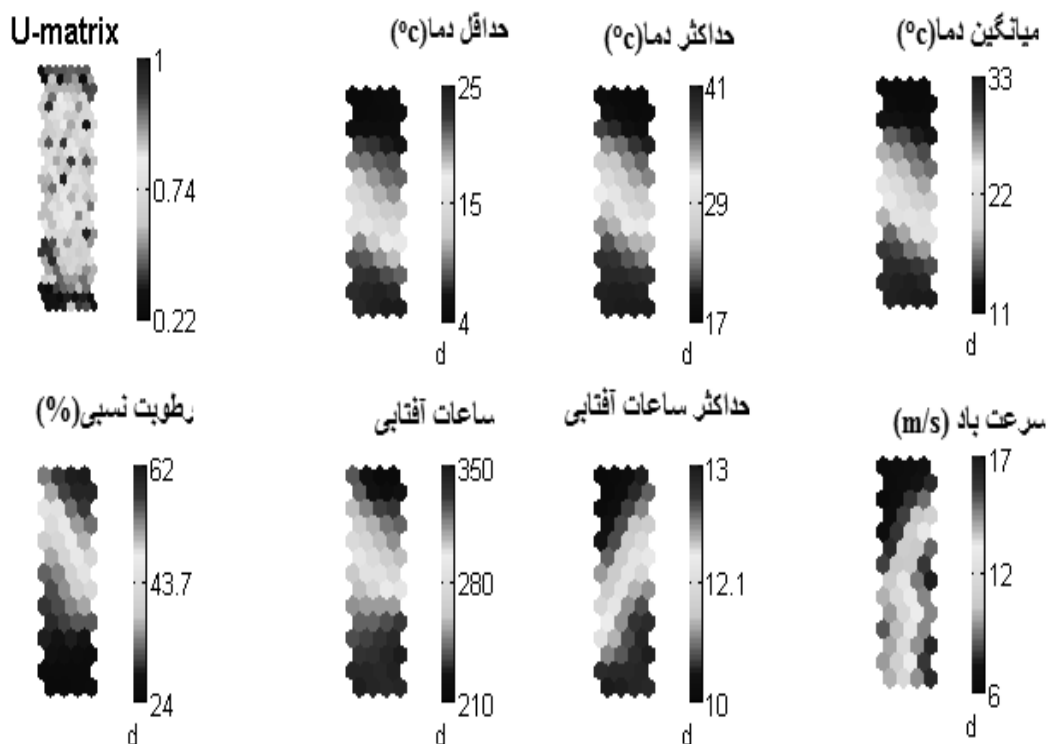 U-matrix
1
0.74
0.22
حداقل دما(°c)
25
15
4
d
حداکثر دما(°c)
41
29
17
d
میانگین دما(°c)
33
22
11
d
رطوبت نسبی(%)
62
43.7
24
d
ساعات آفتابی
350
280
210
d
حداکثر ساعات آفتابی
13
12.1
10
d
سرعت باد (m/s)
17
12
6
d